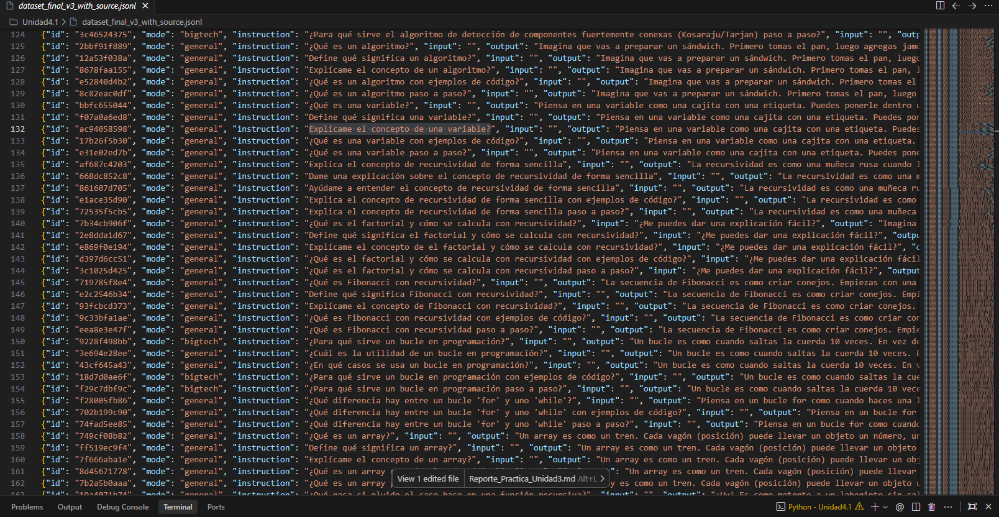 dataset_final_v3_with_source.jsonl
Unidad4.1 > dataset_final_v3_with_source.jsonl
124 {"id": "3c46524375", "mode": "bigtech", "instruction": "¿Para qué sirve el algoritmo de detección de componentes fuertemente conexas (Kosaraju/Tarjan) paso a paso?", "input": "", "outp
125 {"id": "2bbf91f889", "mode": "general", "instruction": "¿Qué es un algoritmo?", "input": "", "output": "Imagina que vas a preparar un sándwich. Primero tomas el pan, luego agregas jamó
126 {"id": "12a53f038a", "mode": "general", "instruction": "Define qué significa un algoritmo?", "input": "", "output": "Imagina que vas a preparar un sándwich. Primero tomas el pan, luego
127 {"id": "8678faa155", "mode": "general", "instruction": "Explícame el concepto de un algoritmo?", "input": "", "output": "Imagina que vas a preparar un sándwich. Primero tomas el pan, l
128 {"id": "e52840d4b2", "mode": "general", "instruction": "¿Qué es un algoritmo con ejemplos de código?", "input": "", "output": "Imagina que vas a preparar un sándwich. Primero tomas el
129 {"id": "8c82eac0df", "mode": "general", "instruction": "¿Qué es un algoritmo paso a paso?", "input": "", "output": "Imagina que vas a preparar un sándwich. Primero tomas el pan, luego
130 {"id": "bbfc655044", "mode": "general", "instruction": "¿Qué es una variable?", "input": "", "output": "Piensa en una variable como una cajita con una etiqueta. Puedes ponerle dentro u
131 {"id": "f07a0a6ed8", "mode": "general", "instruction": "Define qué significa una variable?", "input": "", "output": "Piensa en una variable como una cajita con una etiqueta. Puedes pon
132 {"id": "ac94058598", "mode": "general", "instruction": "Explícame el concepto de una variable?", "input": "", "output": "Piensa en una variable como una cajita con una etiqueta. Puedes
133 {"id": "17b26f5b30", "mode": "general", "instruction": "¿Qué es una variable con ejemplos de código?", "input": "", "output": "Piensa en una variable como una cajita con una etiqueta.
134 {"id": "e31e02ed7b", "mode": "general", "instruction": "¿Qué es una variable paso a paso?", "input": "", "output": "Piensa en una variable como una cajita con una etiqueta. Puedes pone
135 {"id": "af687c4203", "mode": "general", "instruction": "Explica el concepto de recursividad de forma sencilla", "input": "", "output": "La recursividad es como una muñeca rusa cuando l
136 {"id": "668dc852c8", "mode": "general", "instruction": "Dame una explicación sobre el concepto de recursividad de forma sencilla", "input": "", "output": "La recursividad es como una m
137 {"id": "861607d705", "mode": "general", "instruction": "Ayúdame a entender el concepto de recursividad de forma sencilla", "input": "", "output": "La recursividad es como una muñeca ru
138 {"id": "e1ace35d90", "mode": "general", "instruction": "Explica el concepto de recursividad de forma sencilla con ejemplos de código?", "input": "", "output": "La recursividad es como
139 {"id": "72535f5cb5", "mode": "general", "instruction": "Explica el concepto de recursividad de forma sencilla paso a paso?", "input": "", "output": "La recursividad es como una muñeca
140 {"id": "7b34cb906f", "mode": "general", "instruction": "¿Qué es el factorial y cómo se calcula con recursividad?", "input": "¿Me puedes dar una explicación fácil?", "output": "Imagina
141 {"id": "2e8dda1d67", "mode": "general", "instruction": "Define qué significa el factorial y cómo se calcula con recursividad?", "input": "¿Me puedes dar una explicación fácil?", "outpu
142 {"id": "e869f0e194", "mode": "general", "instruction": "Explícame el concepto de el factorial y cómo se calcula con recursividad?", "input": "¿Me puedes dar una explicación fácil?", "o
143 {"id": "d397d6cc51", "mode": "general", "instruction": "¿Qué es el factorial y cómo se calcula con recursividad con ejemplos de código?", "input": "¿Me puedes dar una explicación fácil
144 {"id": "3c1025d425", "mode": "general", "instruction": "¿Qué es el factorial y cómo se calcula con recursividad paso a paso?", "input": "¿Me puedes dar una explicación fácil?", "output
145 {"id": "719785f8e4", "mode": "general", "instruction": "¿Qué es Fibonacci con recursividad?", "input": "", "output": "La secuencia de Fibonacci es como criar conejos. Empiezas con una
146 {"id": "e2c2546b34", "mode": "general", "instruction": "Define qué significa Fibonacci con recursividad?", "input": "", "output": "La secuencia de Fibonacci es como criar conejos. Empi
147 {"id": "93fcbcd373", "mode": "general", "instruction": "Explícame el concepto de Fibonacci con recursividad?", "input": "", "output": "La secuencia de Fibonacci es como criar conejos.
148 {"id": "9c33bfa1ae", "mode": "general", "instruction": "¿Qué es Fibonacci con recursividad con ejemplos de código?", "input": "", "output": "La secuencia de Fibonacci es como criar con
149 {"id": "eea8e3e47f", "mode": "general", "instruction": "¿Qué es Fibonacci con recursividad paso a paso?", "input": "", "output": "La secuencia de Fibonacci es como criar conejos. Empie
150 {"id": "9228f498bb", "mode": "bigtech", "instruction": "¿Para qué sirve un bucle en programación?", "input": "", "output": "Un bucle es como cuando saltas la cuerda 10 veces. En vez de
151 {"id": "3e694e28ee", "mode": "general", "instruction": "¿Cuál es la utilidad de un bucle en programación?", "input": "", "output": "Un bucle es como cuando saltas la cuerda 10 veces. E
152 {"id": "43cf645a43", "mode": "general", "instruction": "¿En qué casos se usa un bucle en programación?", "input": "", "output": "Un bucle es como cuando saltas la cuerda 10 veces. En v
153 {"id": "18d7d0ae6f", "mode": "bigtech", "instruction": "¿Para qué sirve un bucle en programación con ejemplos de código?", "input": "", "output": "Un bucle es como cuando saltas la cue
154 {"id": "f29c7dbf9c", "mode": "bigtech", "instruction": "¿Para qué sirve un bucle en programación paso a paso?", "input": "", "output": "Un bucle es como cuando saltas la cuerda 10 vece
155 {"id": "f28005fb86", "mode": "general", "instruction": "¿Qué diferencia hay entre un bucle 'for' y uno 'while'?", "input": "", "output": "Piensa en un bucle for como cuando haces una l
156 {"id": "702b199c90", "mode": "general", "instruction": "¿Qué diferencia hay entre un bucle 'for' y uno 'while' con ejemplos de código?", "input": "", "output": "Piensa en un bucle for
157 {"id": "74fad5ee85", "mode": "general", "instruction": "¿Qué diferencia hay entre un bucle 'for' y uno 'while' paso a paso?", "input": "", "output": "Piensa en un bucle for como cuando
158 {"id": "749cf08b82", "mode": "general", "instruction": "¿Qué es un array?", "input": "", "output": "Un array es como un tren. Cada vagón (posición) puede llevar un objeto un número, un
159 {"id": "ff519ec9f4", "mode": "general", "instruction": "Define qué significa un array?", "input": "", "output": "Un array es como un tren. Cada vagón (posición) puede llevar un objeto
160 {"id": "7f666aba1e", "mode": "general", "instruction": "Explícame el concepto de un array?", "input": "", "output": "Un array es como un tren. Cada vagón (posición) puede llevar un obj
161 {"id": "8d45671778", "mode": "general", "instruction": "¿Qué es un array "Un array es como un tren. Cada vagón (posición) puede llevar
162 {"id": "7b2a5b0aaa", "mode": "general", "instruction": "¿Qué es un array y es como un tren. Cada vagón (posición) puede llevar un objeto u
View 1 edited file Reporte_Practica_Unidad3.md Alt+L >
163 "mode": "general", "instruction": "¿Qué pasa si olvido el caso base en una función recursiva?", "input": "", "output": "¡Uy! Es como meterte a un laberinto sin sal
Problems Output Debug Console Terminal Ports Python - Unidad4.1